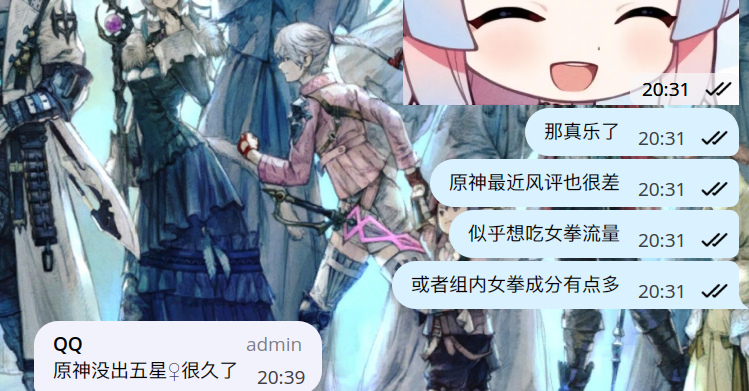 20:31
那真乐了 20:31
原神最近风评也很差 20:31
似乎想吃女拳流量 20:31
或者组内女拳成分有点多 20:31
QQ admin
原神没出五星♀很久了 20:39